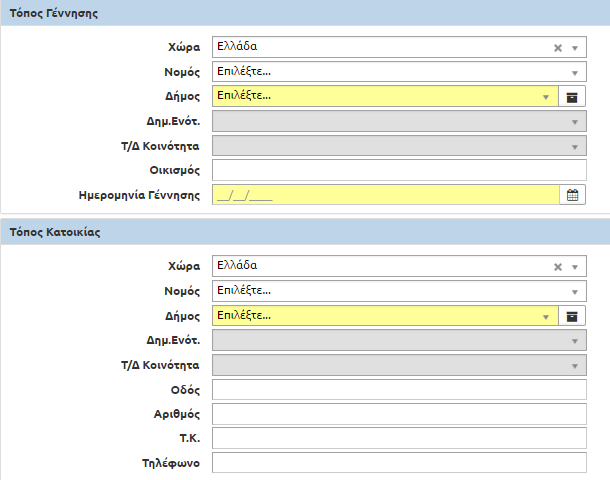 Τόπος Γέννησης
Χώρα Ελλάδα
Νομός Επιλέξτε...
Δήμος Επιλέξτε...
Δημ.Ενότ.
Τ/Δ Κοινότητα
Οικισμός
Ημερομηνία Γέννησης __/__/____
Τόπος Κατοικίας
Χώρα Ελλάδα
Νομός Επιλέξτε...
Δήμος Επιλέξτε...
Δημ.Ενότ.
Τ/Δ Κοινότητα
Οδός
Αριθμός
Τ.Κ.
Τηλέφωνο